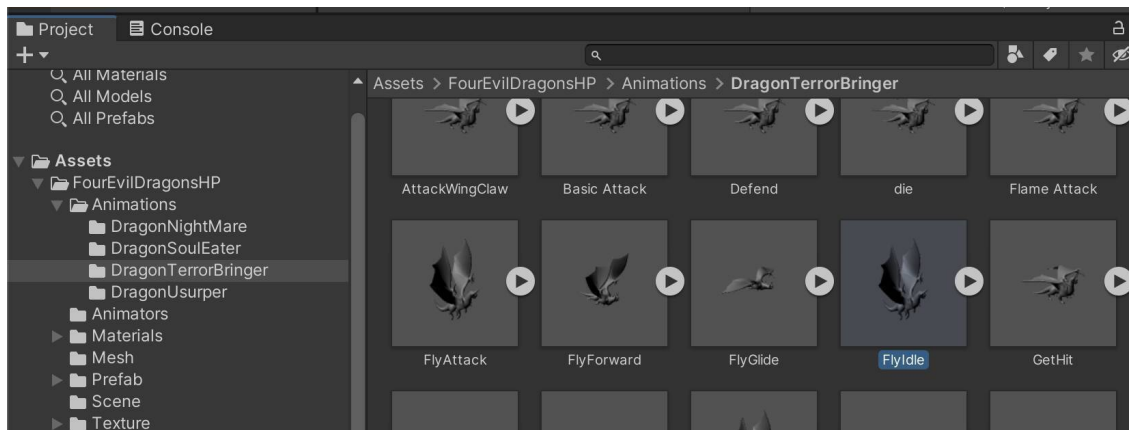 Project
Console
All Materials
All Models
All Prefabs
Assets
FourEvilDragonsHP
Animations
DragonNightMare
DragonSoulEater
DragonTerrorBringer
DragonUsurper
Animators
Materials
Mesh
Prefab
Scene
Texture
Assets > FourEvilDragonsHP > Animations > DragonTerrorBringer
AttackWingClaw
Basic Attack
Defend
die
Flame Attack
FlyAttack
FlyForward
FlyGlide
FlyIdle
GetHit